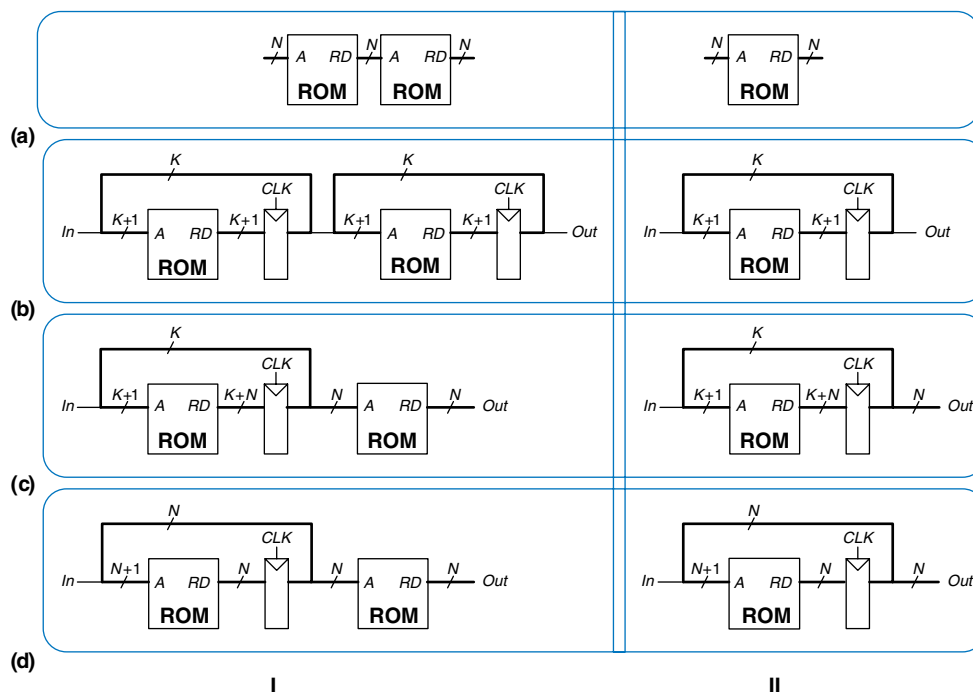 N N N N N
A RD A RD A RD
ROM ROM ROM
(a)
K K K
CLK CLK CLK
In K+1 K+1 K+1 K+1 Out In K+1 K+1 Out
A RD A RD A RD
ROM ROM ROM
(b)
K K
CLK CLK
In K+1 K+N N N Out In K+1 K+N N Out
A RD A RD A RD
ROM ROM ROM
(c)
N N
CLK CLK
In N+1 N N N Out In N+1 N N Out
A RD A RD A RD
ROM ROM ROM
(d)
I II